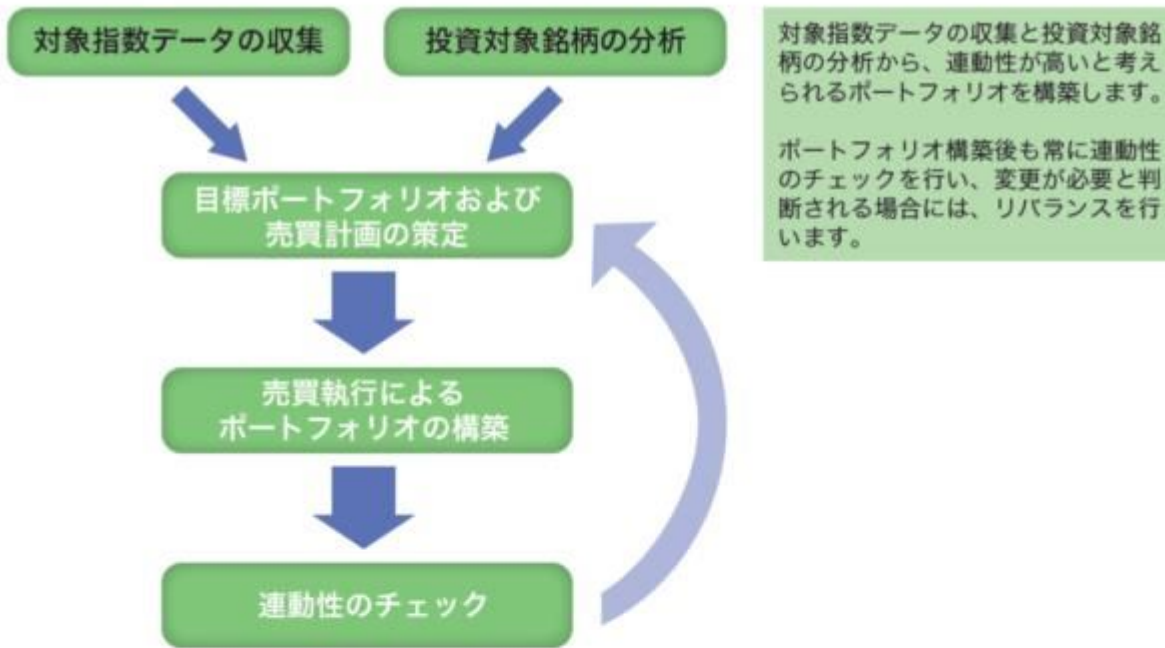 対象指数データの収集
投資対象銘柄の分析
対象指数データの収集と投資対象銘
柄の分析から、連動性が高いと考え
られるポートフォリオを構築します。
ポートフォリオ構築後も常に連動性
のチェックを行い、変更が必要と判
断される場合には、リバランスを行
います。
目標ポートフォリオおよび
売買計画の策定
売買執行による
ポートフォリオの構築
連動性のチェック